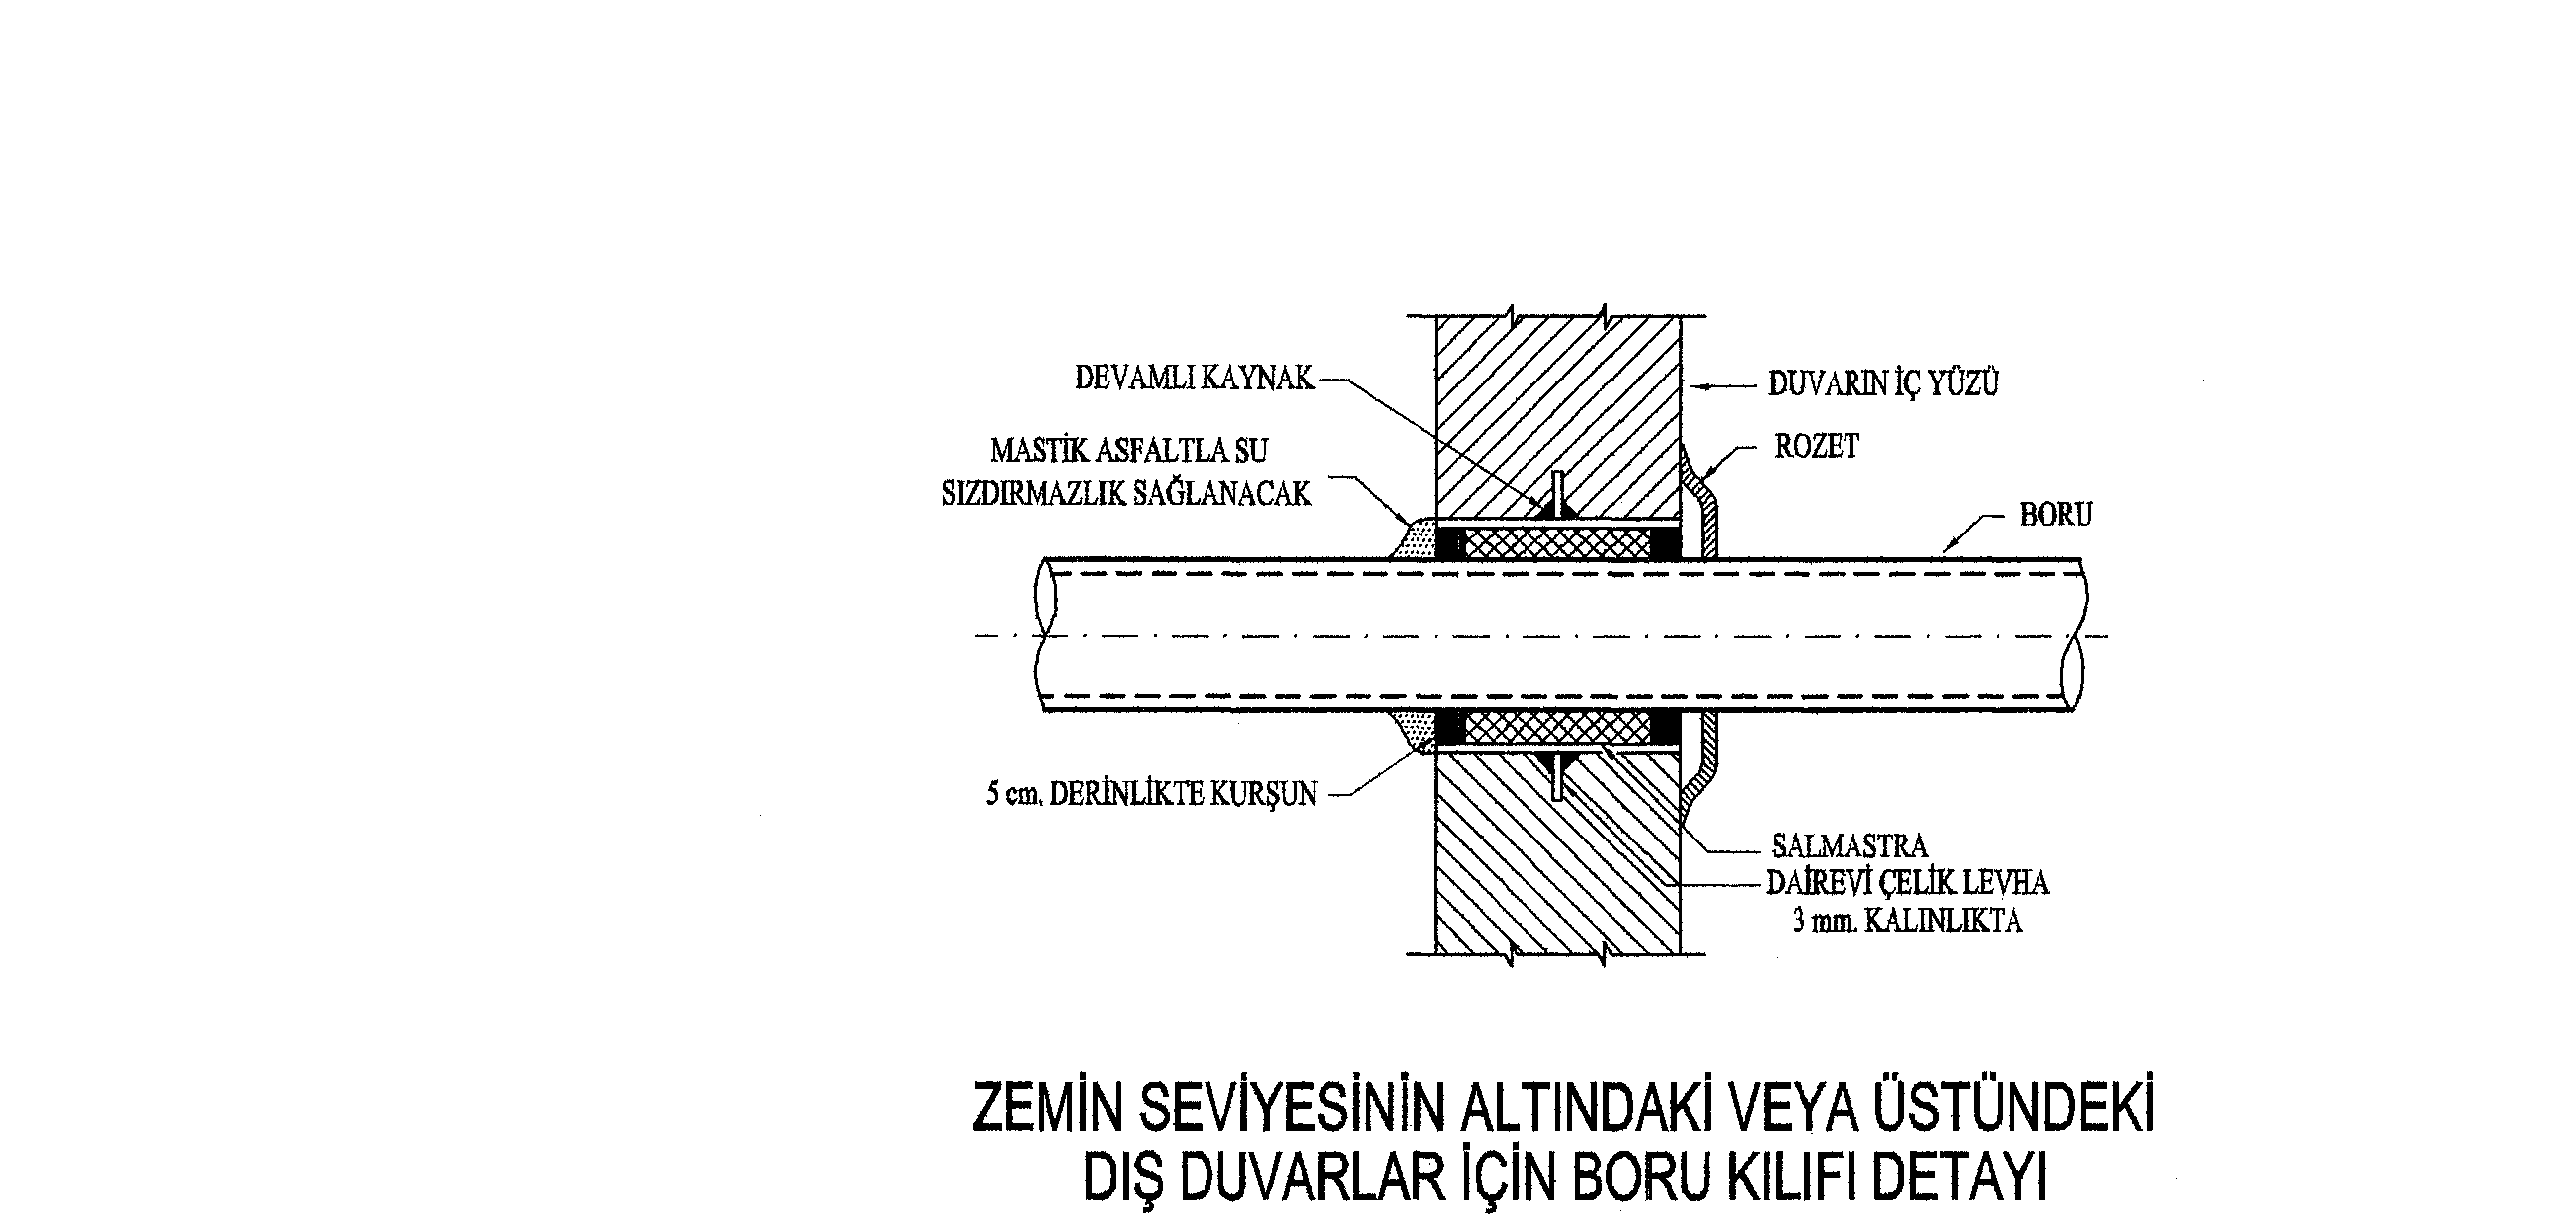 DEVAMLI KAYNAK
DUVARIN İÇ YÜZÜ
MASTİK ASFALTLA SU
SIZDIRMAZLIK SAĞLANACAK
ROZET
BORU
5 cm. DERİNLİKTE KURŞUN
SALMASTRA
DAİREVİ ÇELİK LEVHA
3 mm. KALINLIKTA
ZEMİN SEVİYESİNİN ALTINDAKİ VEYA ÜSTÜNDEKİ
DIŞ DUVARLAR İÇİN BORU KILIFI DETAYI